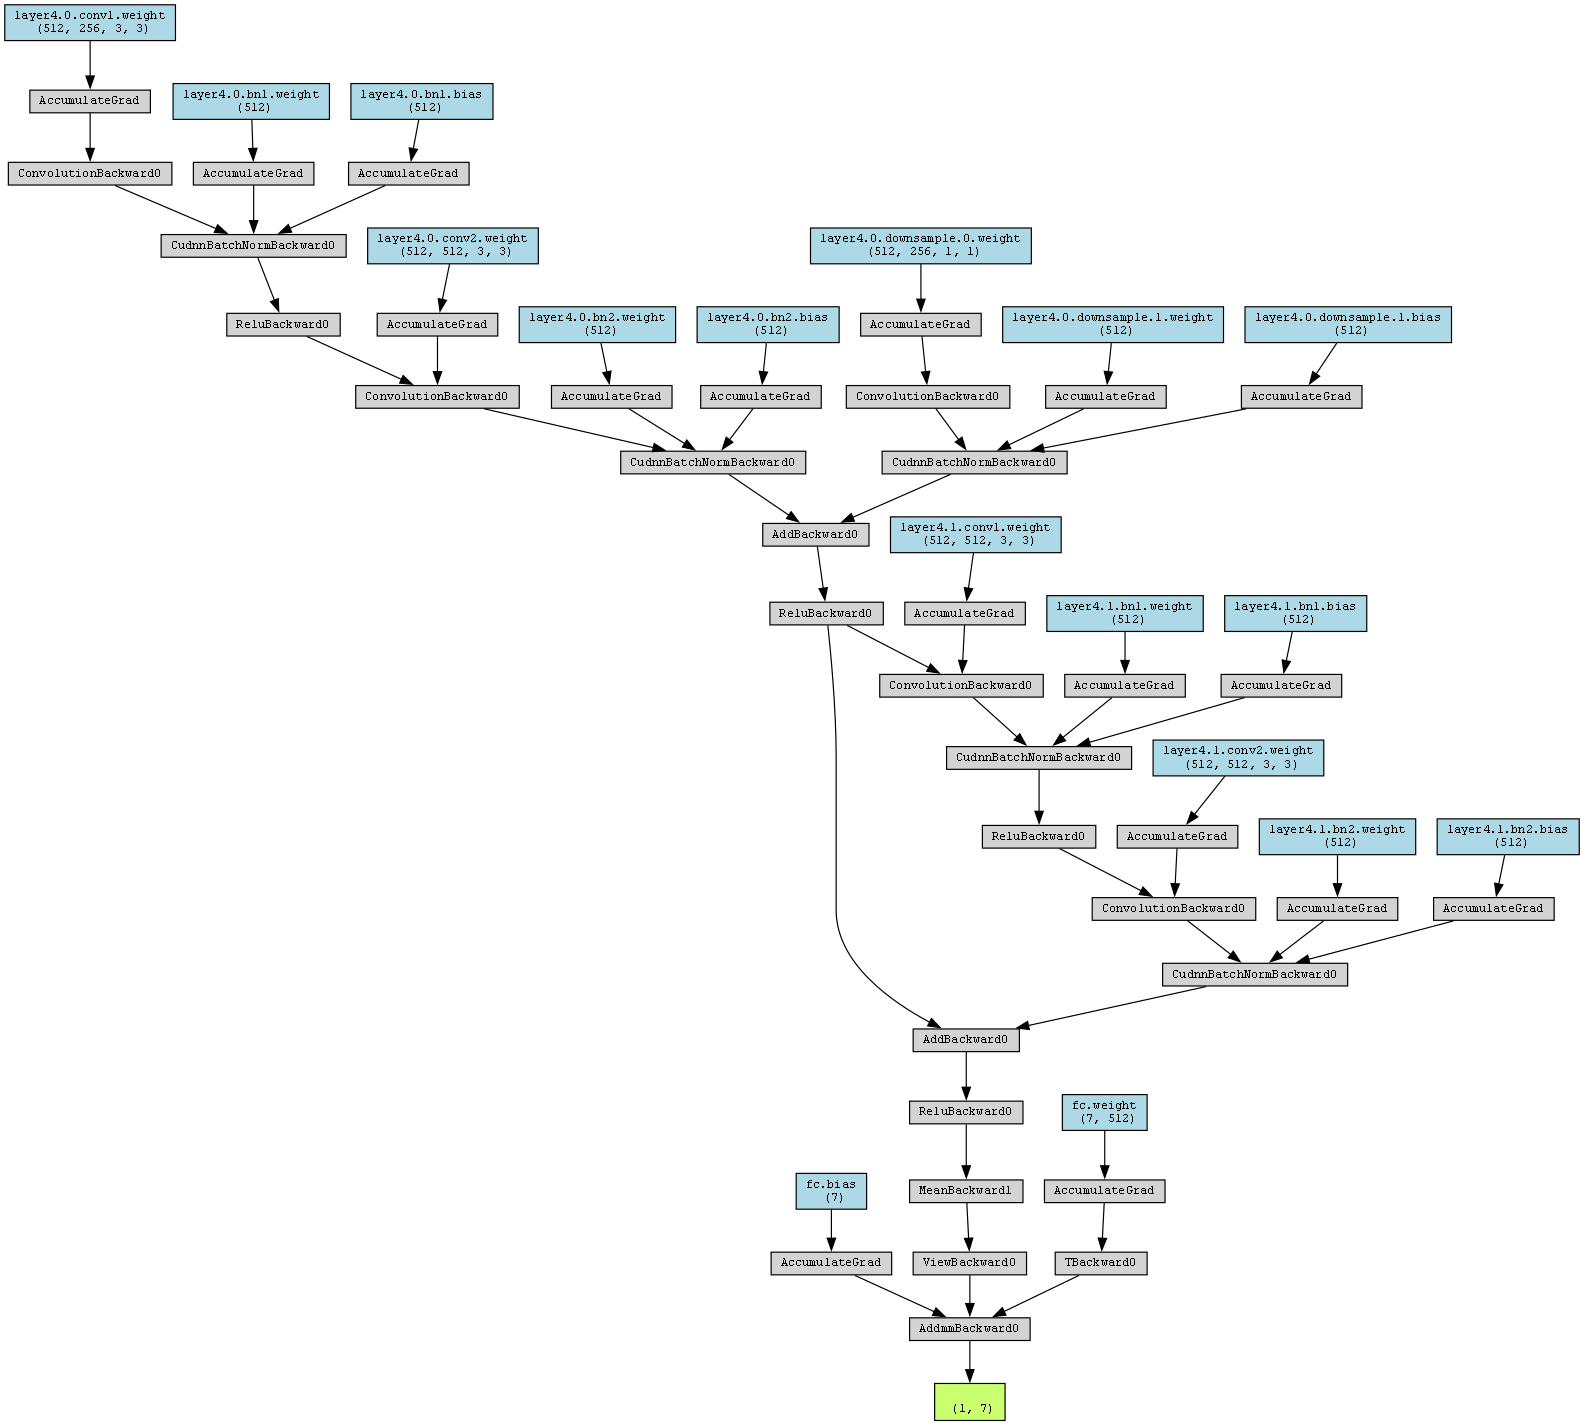 layer4.0.conv1.weight
(512, 256, 3, 3)
AccumulateGrad
layer4.0.bn1.weight
(512)
layer4.0.bn1.bias
(512)
ConvolutionBackward0
AccumulateGrad
AccumulateGrad
CudnnBatchNormBackward0
layer4.0.conv2.weight
(512, 512, 3, 3)
layer4.0.downsample.0.weight
(512, 256, 1, 1)
ReluBackward0
AccumulateGrad
layer4.0.bn2.weight
(512)
layer4.0.bn2.bias
(512)
AccumulateGrad
layer4.0.downsample.1.weight
(512)
layer4.0.downsample.1.bias
(512)
ConvolutionBackward0
AccumulateGrad
AccumulateGrad
ConvolutionBackward0
AccumulateGrad
AccumulateGrad
CudnnBatchNormBackward0
CudnnBatchNormBackward0
AddBackward0
layer4.1.conv1.weight
(512, 512, 3, 3)
ReluBackward0
AccumulateGrad
layer4.1.bn1.weight
(512)
layer4.1.bn1.bias
(512)
ConvolutionBackward0
AccumulateGrad
AccumulateGrad
CudnnBatchNormBackward0
layer4.1.conv2.weight
(512, 512, 3, 3)
ReluBackward0
AccumulateGrad
layer4.1.bn2.weight
(512)
layer4.1.bn2.bias
(512)
ConvolutionBackward0
AccumulateGrad
AccumulateGrad
CudnnBatchNormBackward0
AddBackward0
ReluBackward0
fc.weight
(7, 512)
fc.bias
(7)
MeanBackward1
AccumulateGrad
AccumulateGrad
ViewBackward0
TBackward0
AddmmBackward0
(1, 7)